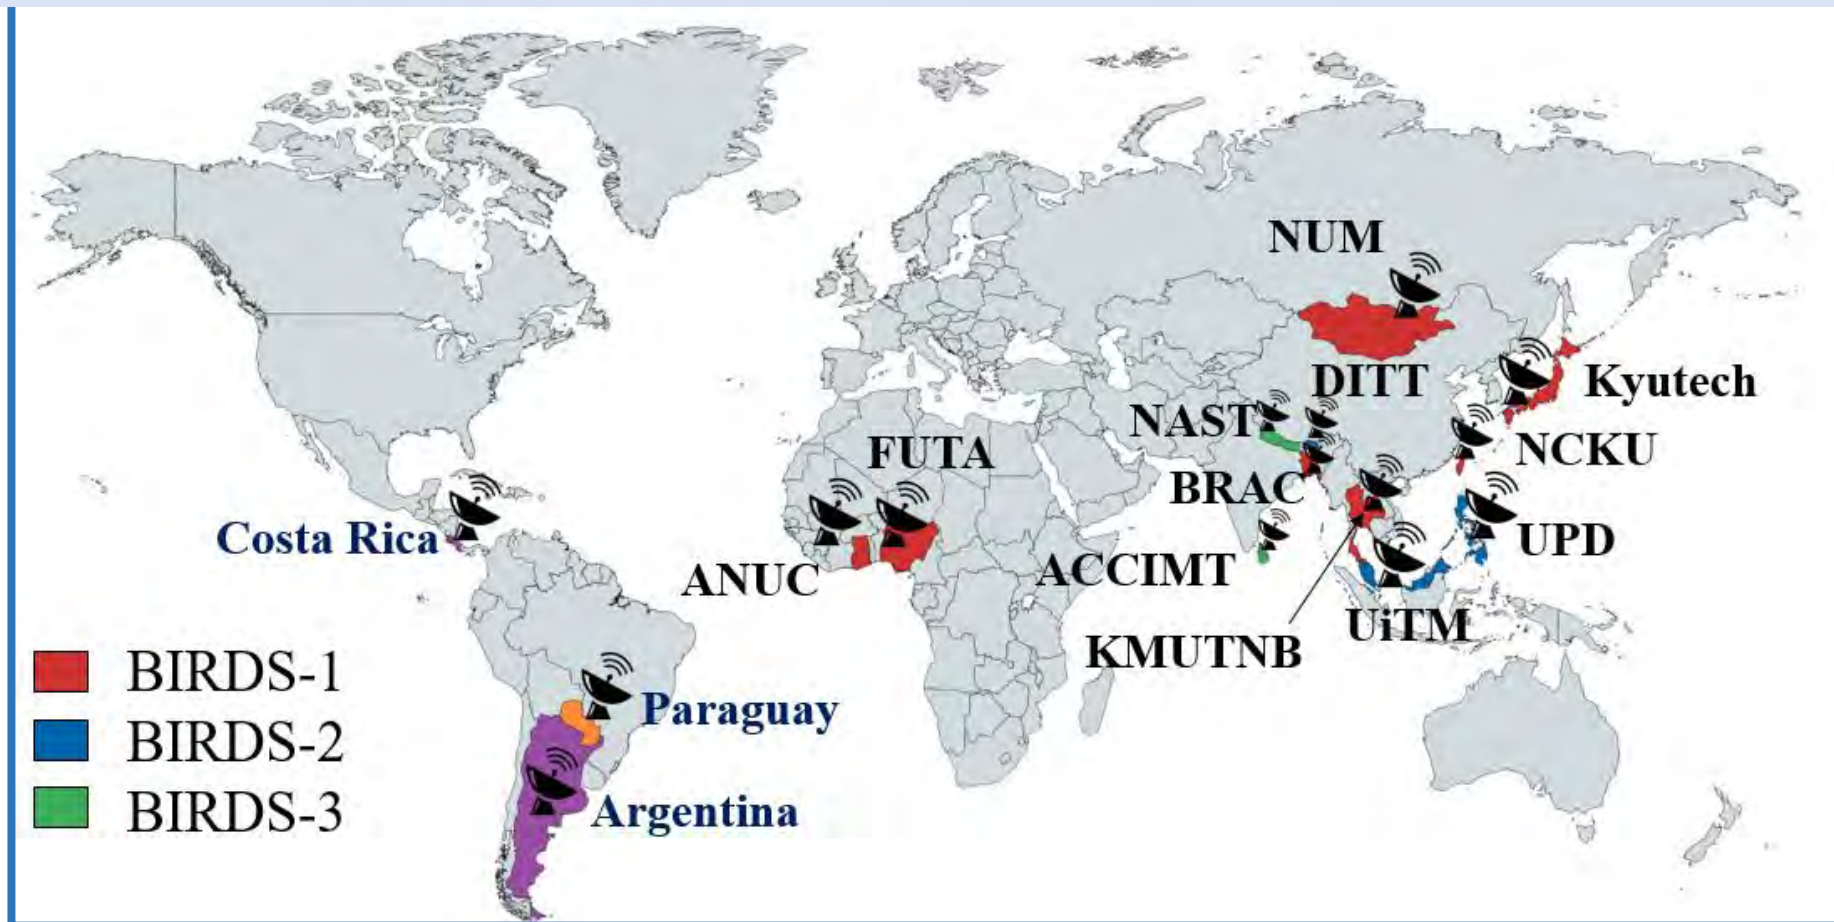 NUM
DITT
Kyutech
NAST
FUTA
NCKU
BRAC
Costa Rica
UPD
ANUC
ACCIMT
UiTM
KMUTNB
BIRDS-1
Paraguay
BIRDS-2
BIRDS-3
Argentina